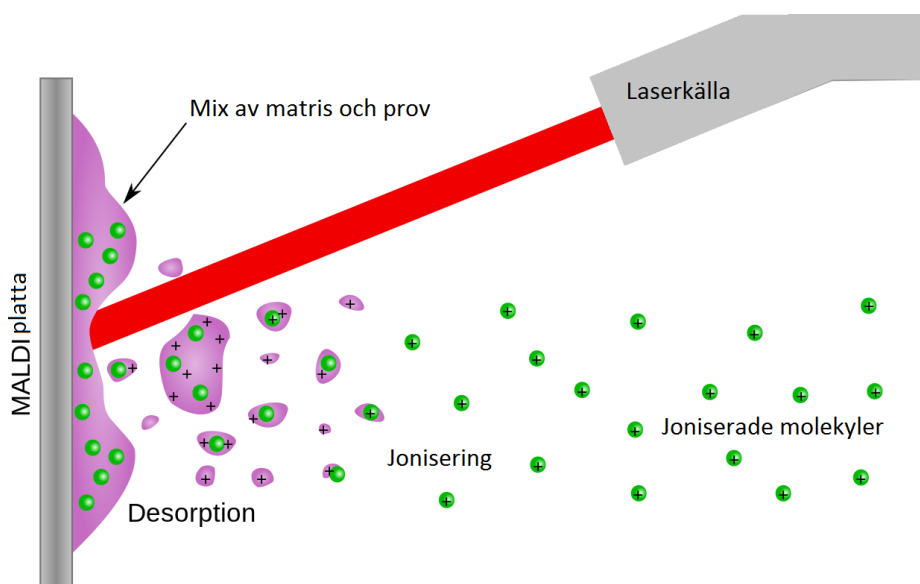 Laserkälla
Mix av matris och prov
MALDI platta
Joniserade molekyler
Jonisering
Desorption